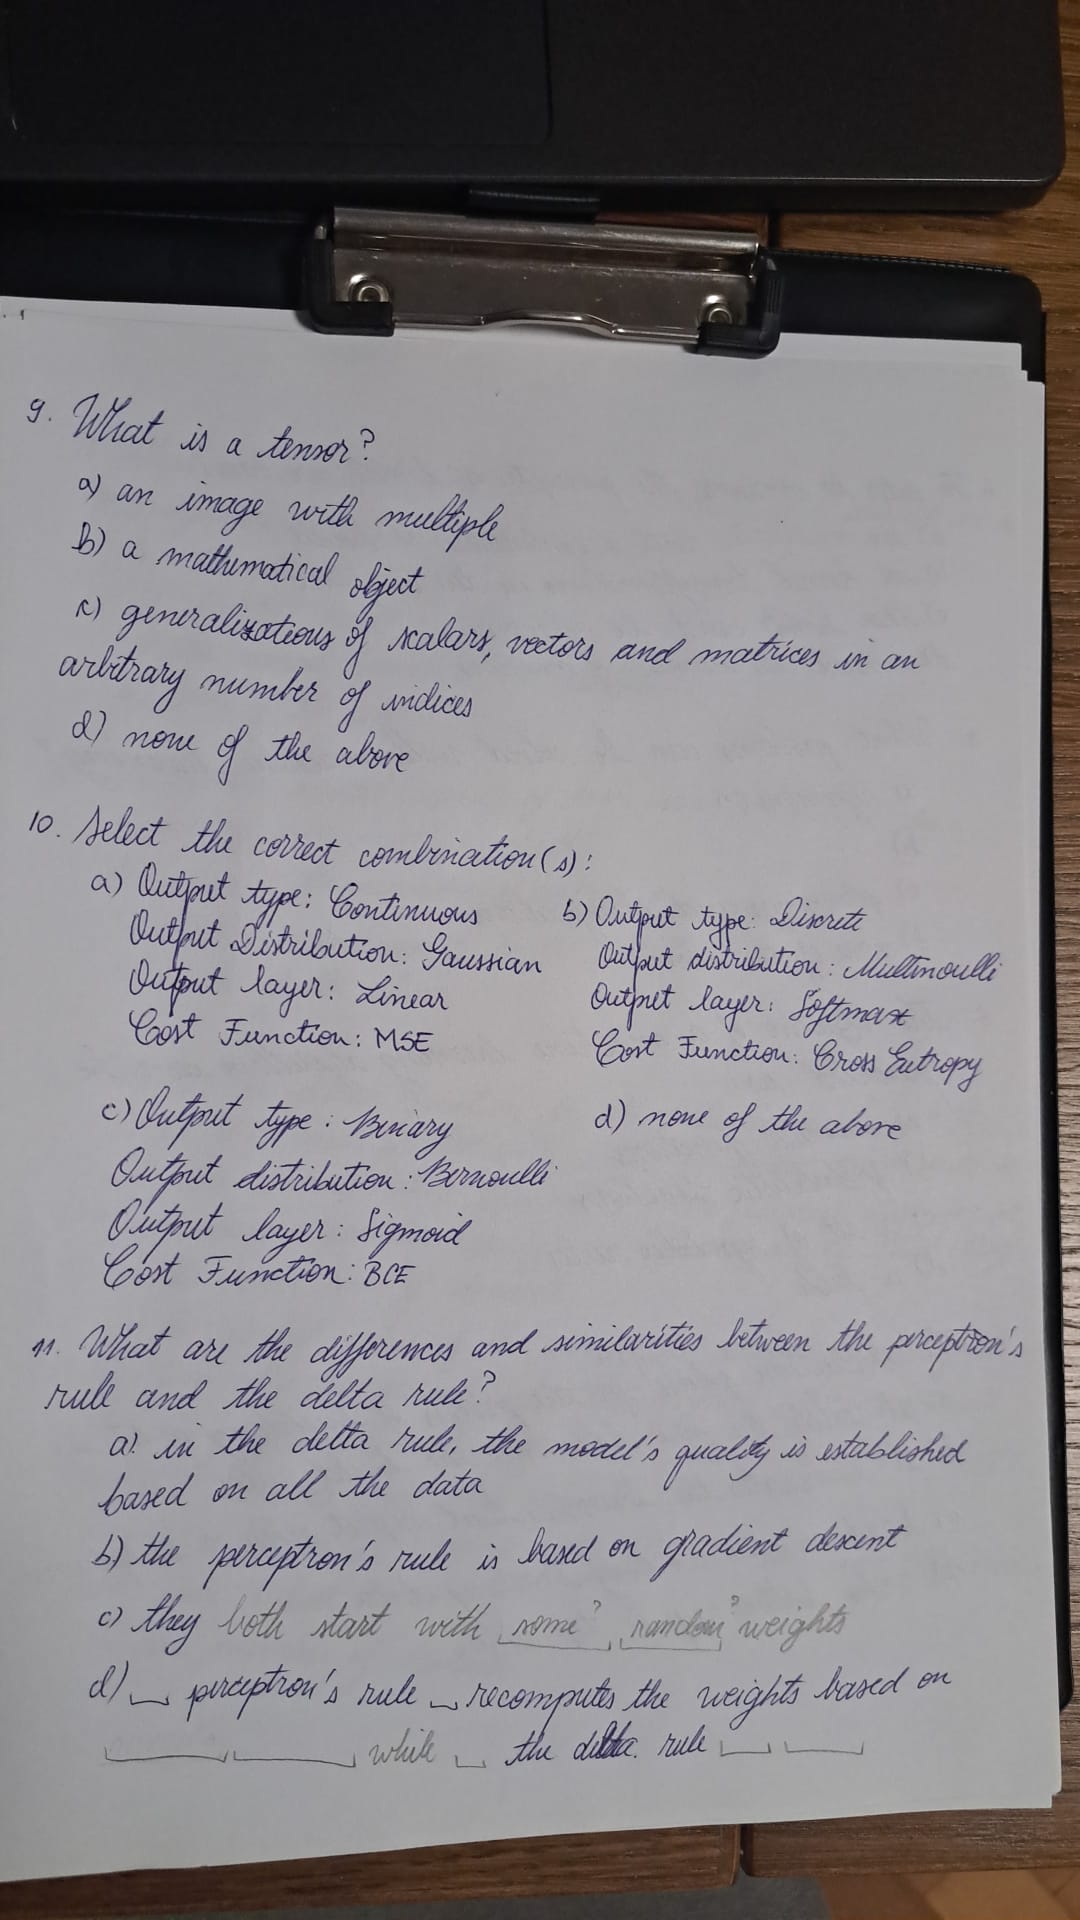 9. What is a tensor?
a) an image with multiple
b) a mathematical object
c) generalizations of scalars, vectors and matrices in an
arbitrary number of indices
d) none of the above
10. Select the correct combination(s):
a) Output type: Continuous
Output Distribution: Gaussian
Output layer: Linear
Cost Function: MSE
b) Output type: Discrete
Output distribution: Multinoulli
Output layer: Softmax
Cost Function: Cross Entropy
c) Output type: Binary
Output distribution: Bernoulli
Output layer: Sigmoid
Cost Function: BCE
d) none of the above
11. What are the differences and similarities between the perceptron's
rule and the delta rule?
a) in the delta rule, the model's quality is established
based on all the data
b) the perceptron's rule is based on gradient descent
c) they both start with some? random? weights
d) perceptron's rule recomputes the weights based on
while the delta rule